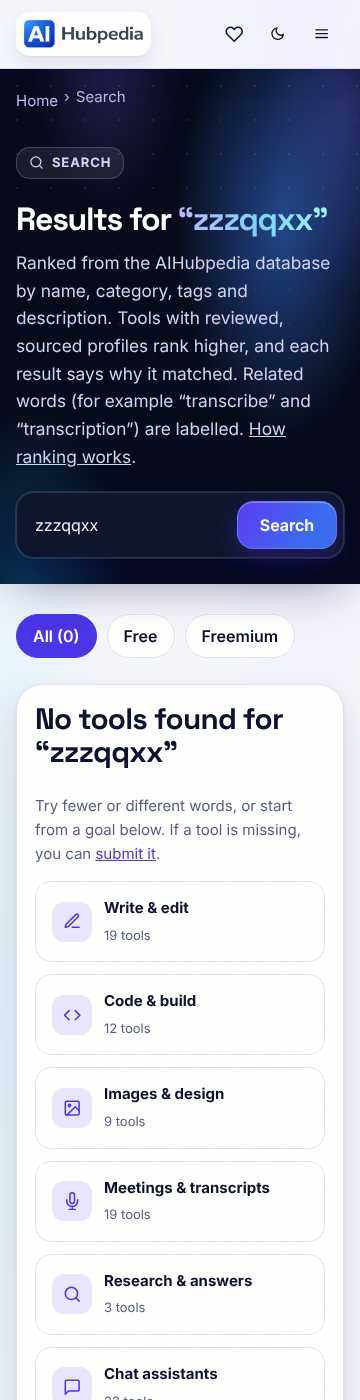 AI Hubpedia
Home › Search
SEARCH
Results for “zzzqqxx”
Ranked from the AIHubpedia database
by name, category, tags and
description. Tools with reviewed,
sourced profiles rank higher, and each
result says why it matched. Related
words (for example “transcribe” and
“transcription”) are labelled. How
ranking works.
zzzqqxx
Search
All (0)
Free
Freemium
No tools found for
“zzzqqxx”
Try fewer or different words, or start
from a goal below. If a tool is missing,
you can submit it.
Write & edit
19 tools
Code & build
12 tools
Images & design
9 tools
Meetings & transcripts
19 tools
Research & answers
3 tools
Chat assistants